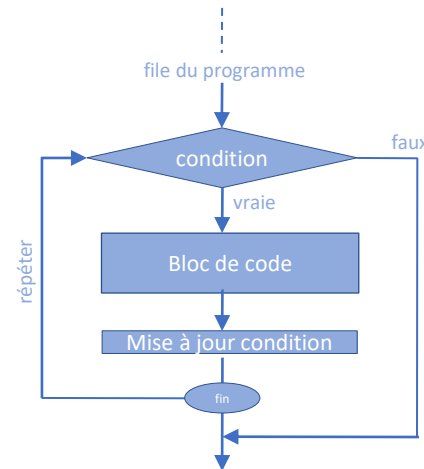 file du programme
condition
faux
vraie
Bloc de code
répéter
Mise à jour condition
fin